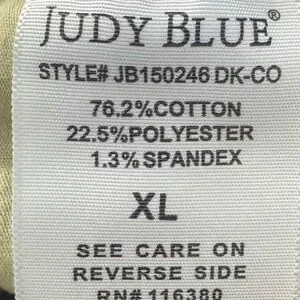 JUDY BLUE®
STYLE# JB150246 DK-CO
76.2%COTTON
22.5%POLYESTER
1.3%SPANDEX
XL
SEE CARE ON
REVERSE SIDE
RN# 116380